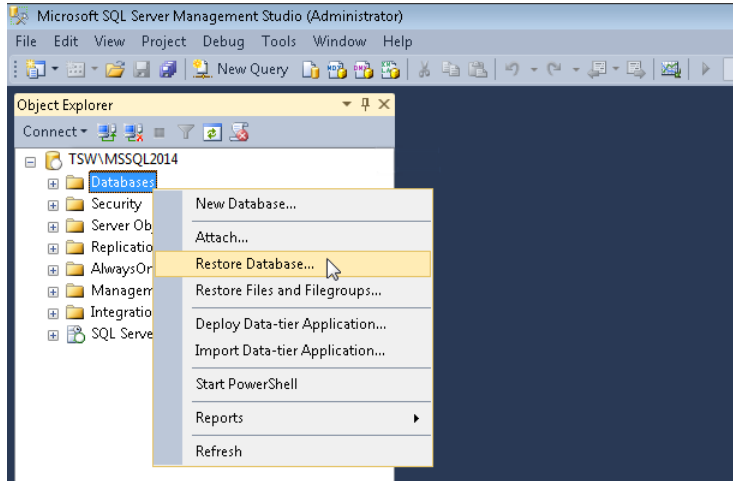 Microsoft SQL Server Management Studio (Administrator)
File Edit View Project Debug Tools Window Help
New Query
Object Explorer
Connect
TSW\MSSQL2014
Databases
Security
Server Ob
Replicatio
AlwaysOr
Managem
Integratio
SQL Serve
New Database...
Attach...
Restore Database...
Restore Files and Filegroups...
Deploy Data-tier Application...
Import Data-tier Application...
Start PowerShell
Reports
Refresh